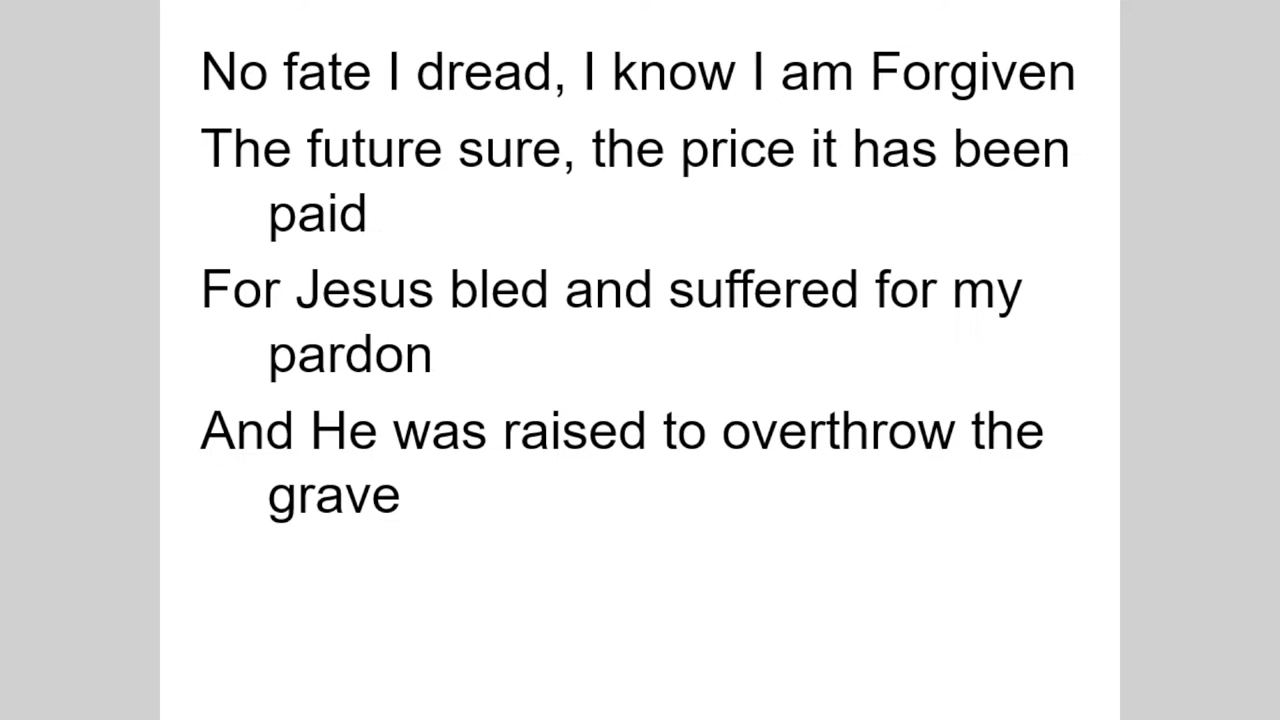 No fate I dread, I know I am Forgiven
The future sure, the price it has been
paid
For Jesus bled and suffered for my
pardon
And He was raised to overthrow the
grave